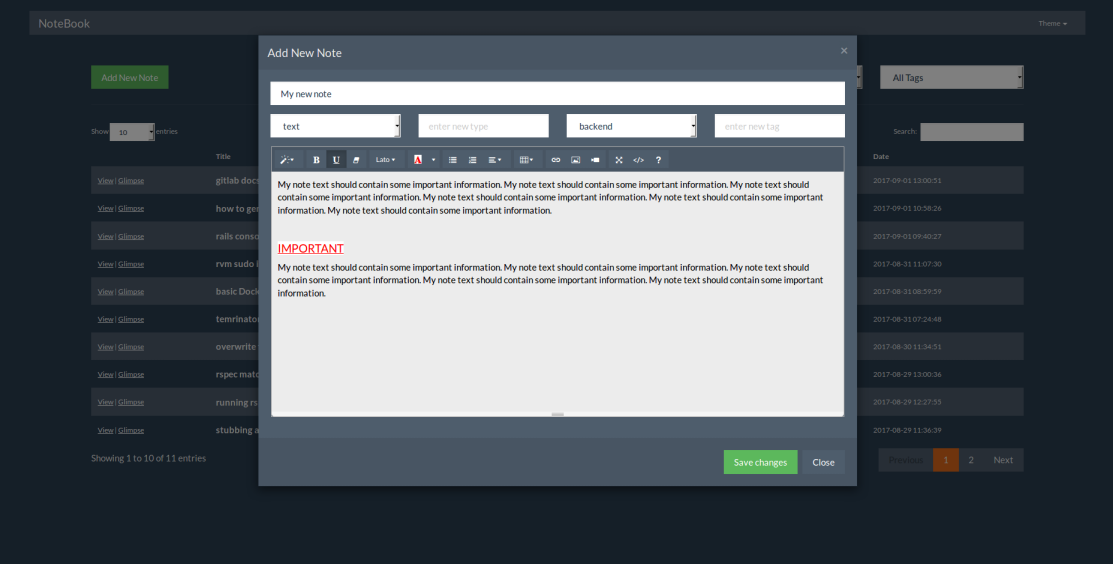 NoteBook
Theme
Add New Note
All Tags
Show 10 entries
Search:
Title
Date
View | Glimpse
gitlab docs
2017-09-01 13:00:51
View | Glimpse
how to ger
2017-09-01 10:58:26
View | Glimpse
rails conso
2017-09-01 09:40:27
View | Glimpse
rvm sudo
2017-08-31 11:07:30
View | Glimpse
basic Dock
2017-08-31 08:59:59
View | Glimpse
temrinator
2017-08-31 07:24:48
View | Glimpse
overwrite
2017-08-30 11:34:51
View | Glimpse
rspec matc
2017-08-29 13:00:36
View | Glimpse
running rs
2017-08-29 12:27:55
View | Glimpse
stubbing a
2017-08-29 11:36:39
Showing 1 to 10 of 11 entries
Previous 1 2 Next
Add New Note ×
My new note
text
enter new type
backend
enter new tag
B U Lato A </> ?
My note text should contain some important information. My note text should contain some important information. My note text should
contain some important information. My note text should contain some important information. My note text should contain some important
information. My note text should contain some important information.
IMPORTANT
My note text should contain some important information. My note text should contain some important information. My note text should
contain some important information. My note text should contain some important information. My note text should contain some important
information.
Save changes
Close